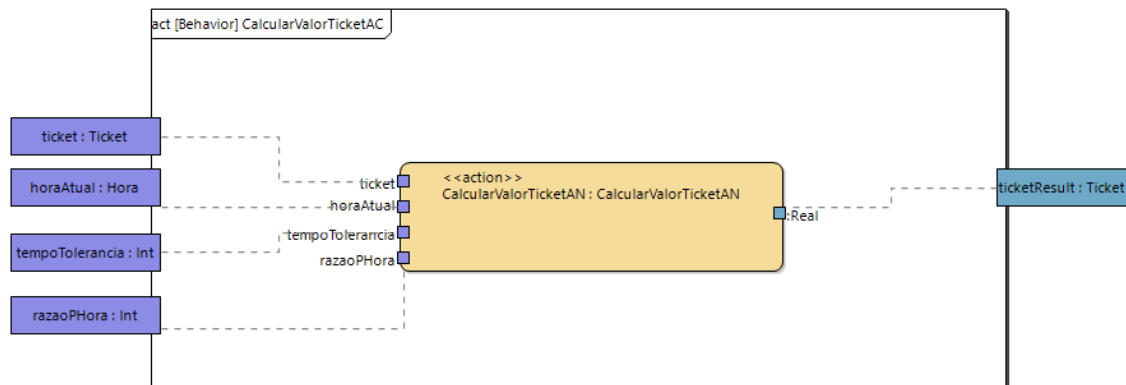 act [Behavior] CalcularValorTicketAC
ticket : Ticket
horaAtual : Hora
tempoTolerancia : Int
razaoPHora : Int
ticket
horaAtual
tempoTolerancia
razaoPHora
<<action>>
CalcularValorTicketAN : CalcularValorTicketAN
:Real
ticketResult : Ticket